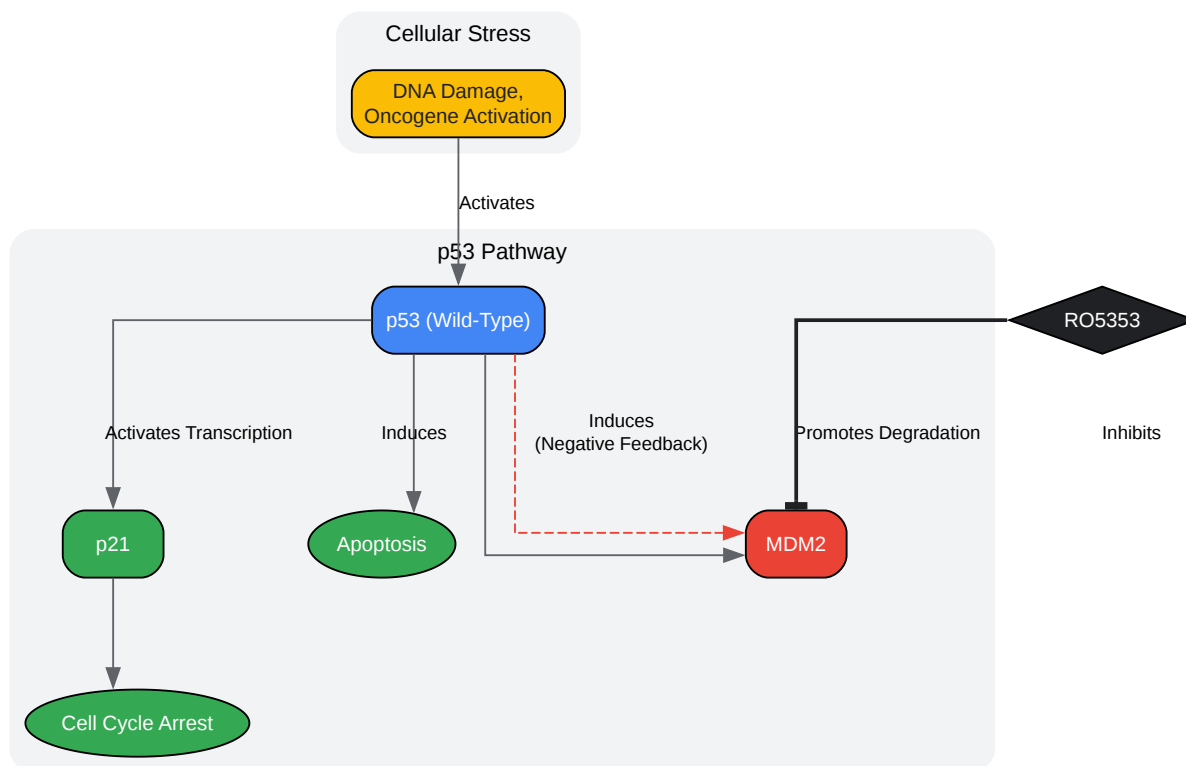 Cellular Stress
DNA Damage,
Oncogene Activation
Activates
p53 Pathway
p53 (Wild-Type)
RO5353
Activates Transcription
Induces
Induces
(Negative Feedback)
Promotes Degradation
Inhibits
p21
Apoptosis
MDM2
Cell Cycle Arrest